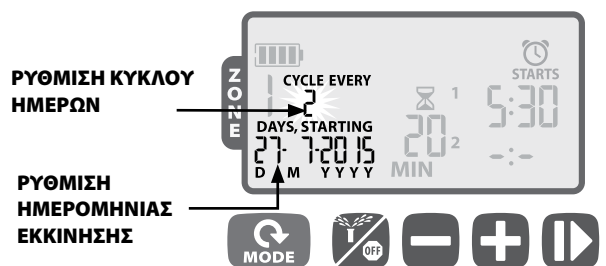 ΡΥΘΜΙΣΗ ΚΥΚΛΟΥ
ΗΜΕΡΩΝ
ΡΥΘΜΙΣΗ
ΗΜΕΡΟΜΗΝΙΑΣ
ΕΚΚΙΝΗΣΗΣ
ZONE
1
CYCLE EVERY
2
DAYS, STARTING
27- 7-2015
D M Y Y Y Y
1
20 2
MIN
STARTS
5:30
-:-
MODE
OFF